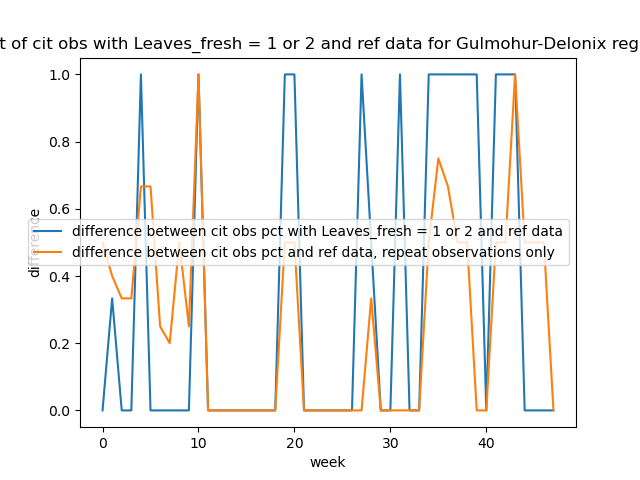 t of cit obs with Leaves_fresh = 1 or 2 and ref data for Gulmohur-Delonix reg
1.0
0.8
0.6
0.4
0.2
0.0
difference
difference between cit obs pct with Leaves_fresh = 1 or 2 and ref data
difference between cit obs pct and ref data, repeat observations only
0 10 20 30 40
week